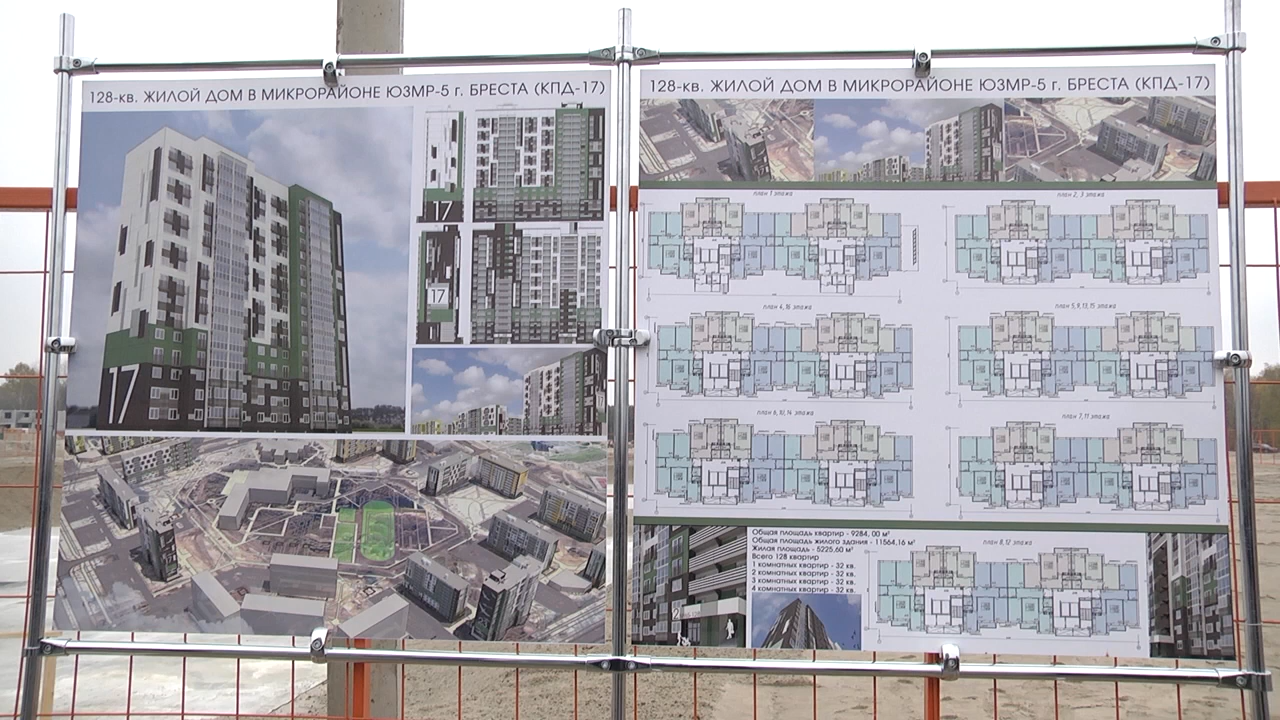 128-кв. ЖИЛОЙ ДОМ В МИКРОРАЙОНЕ ЮЗМР-5 г. БРЕСТА (КПД-17)
17
17
17
128-кв. ЖИЛОЙ ДОМ В МИКРОРАЙОНЕ ЮЗМР-5 г. БРЕСТА (КПД-17)
план 1 этажа
план 2, 3 этажа
план 4, 16 этажа
план 5,9,13,15 этажа
план 6, 10, 14 этажа
план 7, 11 этажа
Общая площадь квартир - 9284, 00 м²
Общая площадь жилого здания - 11564,16 м²
Жилая площадь - 5225,60 м²
Всего 128 квартир
1 комнатных квартир - 32 кв.
2 комнатных квартир - 32 кв.
3 комнатных квартир - 32 кв.
4 комнатных квартир - 32 кв.
план 8, 12 этажа
2